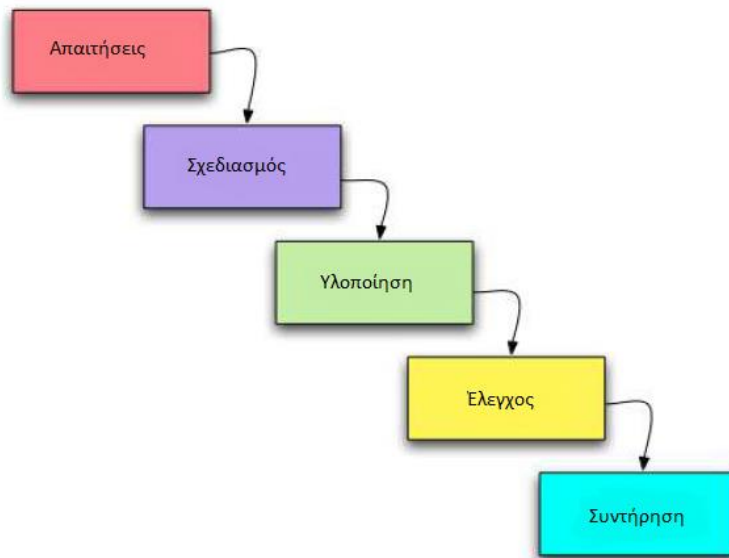 Απαιτήσεις
Σχεδιασμός
Υλοποίηση
Έλεγχος
Συντήρηση